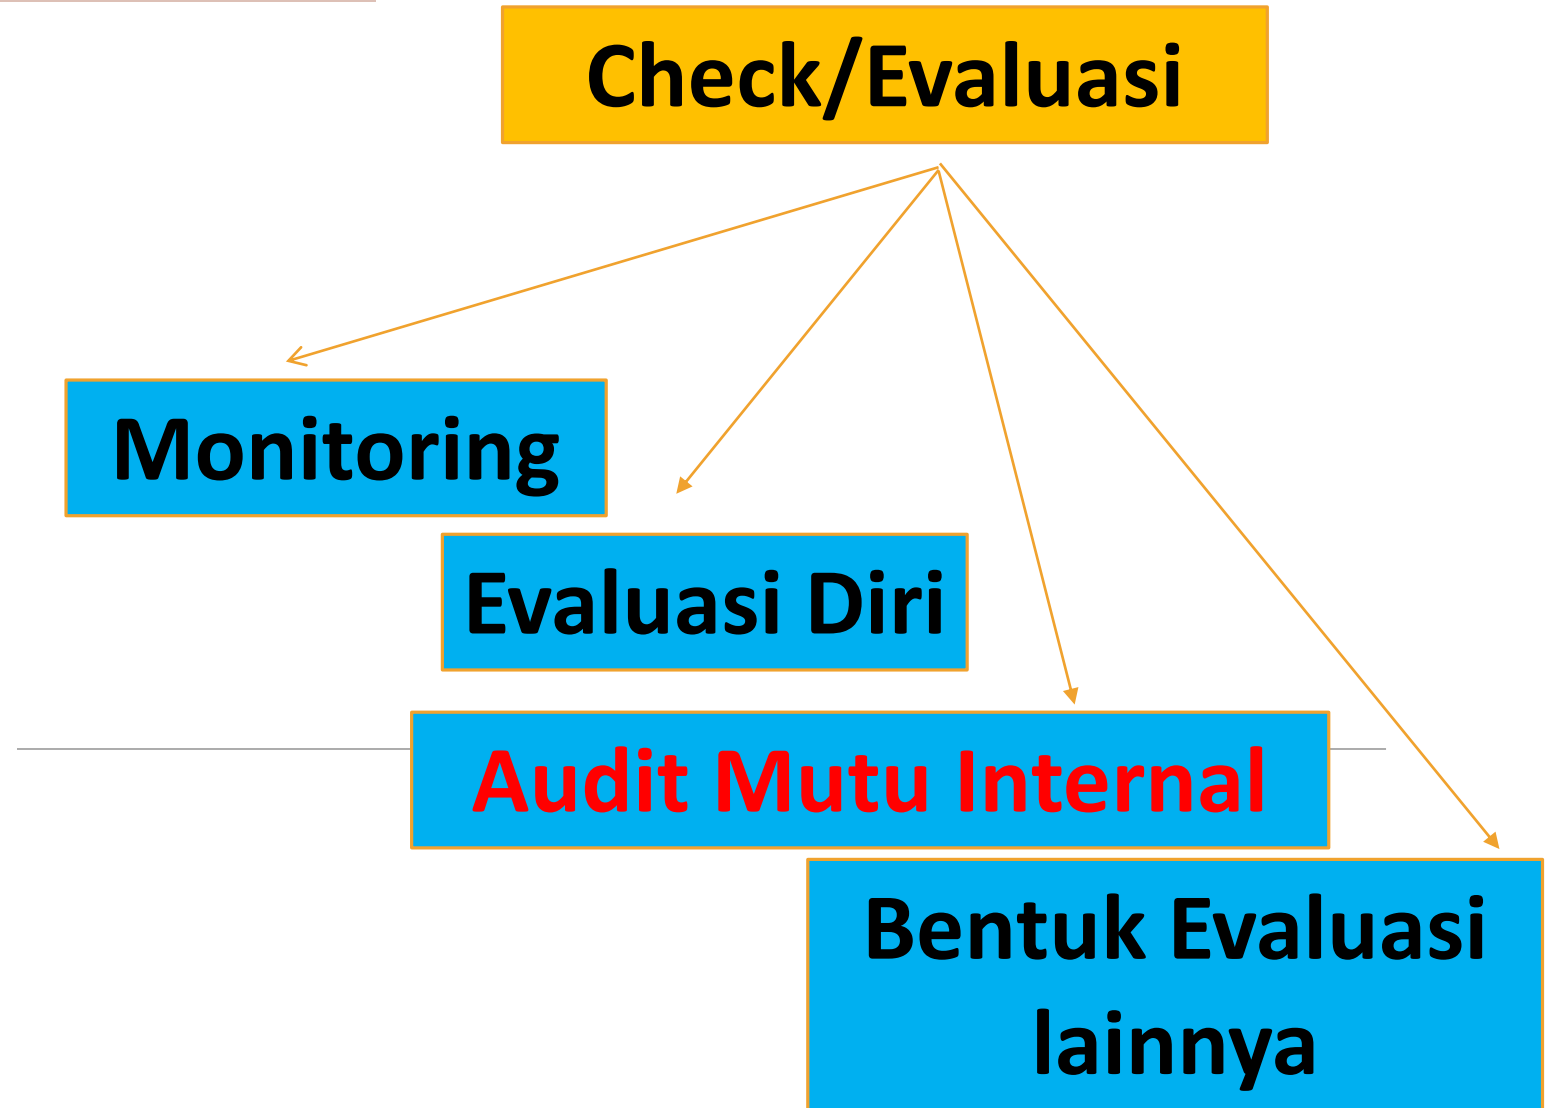 Check/Evaluasi
Monitoring
Evaluasi Diri
Audit Mutu Internal
Bentuk Evaluasi
lainnya